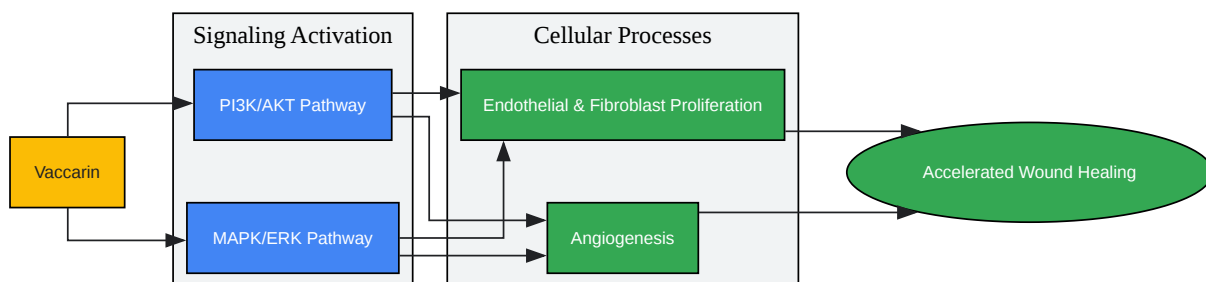 Signaling Activation
Cellular Processes
PI3K/AKT Pathway
Endothelial & Fibroblast Proliferation
Vaccarin
Accelerated Wound Healing
MAPK/ERK Pathway
Angiogenesis